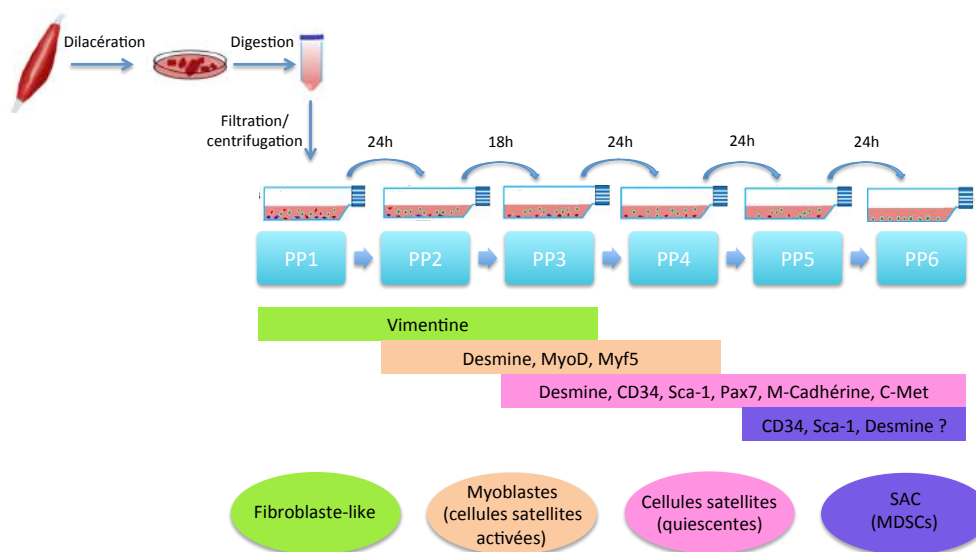 Dilacération
Digestion
Filtration/
centrifugation
24h
18h
24h
24h
24h
PP1
PP2
PP3
PP4
PP5
PP6
Vimentine
Desmine, MyoD, Myf5
Desmine, CD34, Sca-1, Pax7, M-Cadhérine, C-Met
CD34, Sca-1, Desmine ?
Fibroblaste-like
Myoblastes
(cellules satellites
activées)
Cellules satellites
(quiescentes)
SAC
(MDSCs)